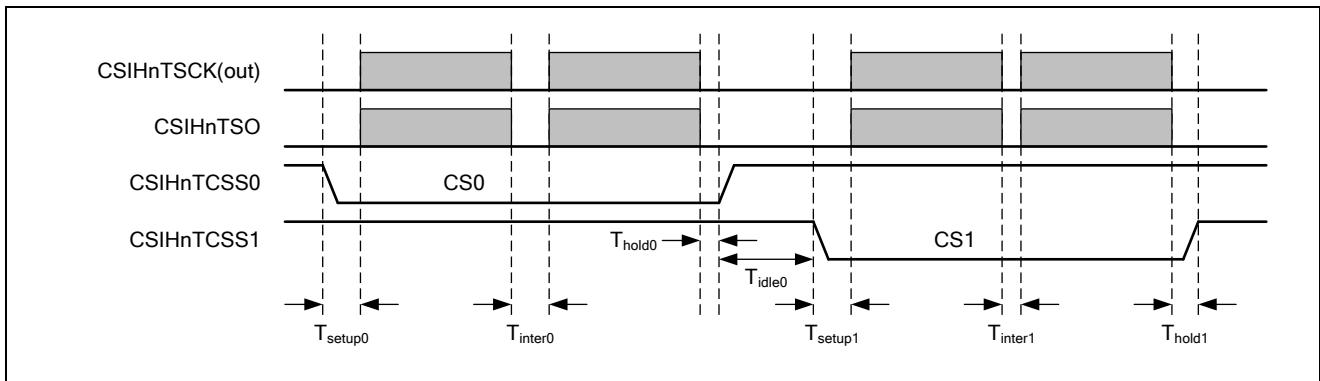 CSIHnTSCK(out)
CSIHnTSO
CSIHnTCSS0
CS0
CSIHnTCSS1
Thold0
CS1
Tidle0
Tsetup0
Tinter0
Tsetup1
Tinter1
Thold1